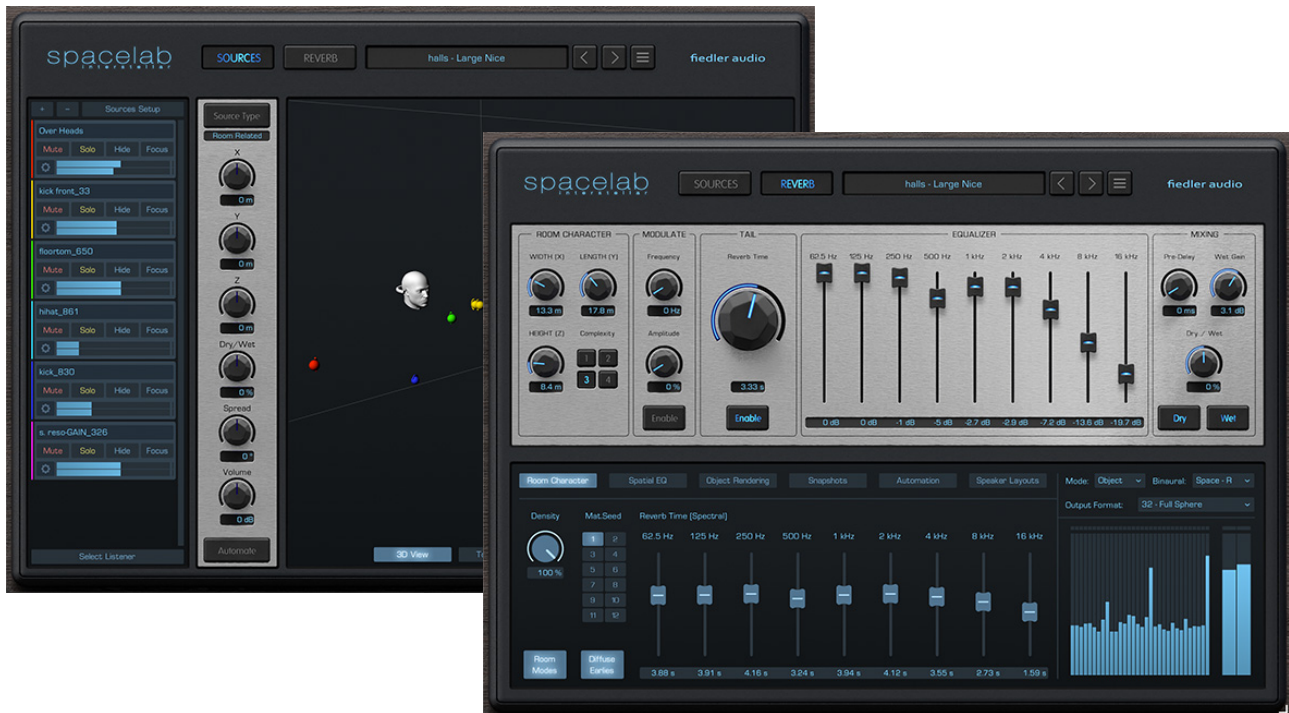 spacelab
interstellar
SOURCES
REVERB
halls - Large Nice
fiedler audio
+ - Sources Setup
Over Heads
Mute Solo Hide Focus
kick front_33
Mute Solo Hide Focus
floortom_650
Mute Solo Hide Focus
hihat_861
Mute Solo Hide Focus
kick_830
Mute Solo Hide Focus
s. reso-GAIN_326
Mute Solo Hide Focus
Select Listener
Source Type
Room Related
X
0 m
Y
0 m
Z
0 m
Dry/Wet
0 %
Spread
0 °
Volume
0 dB
Automate
3D View
spacelab
interstellar
SOURCES
REVERB
halls - Large Nice
fiedler audio
ROOM CHARACTER
WIDTH (X) LENGTH (Y)
13.3 m 17.8 m
HEIGHT (Z) Complexity
1 2
3 4
8.4 m
MODULATE
Frequency
0 Hz
Amplitude
0 %
Enable
TAIL
Reverb Time
3.33 s
Enable
EQUALIZER
62.5 Hz 125 Hz 250 Hz 500 Hz 1 kHz 2 kHz 4 kHz 8 kHz 16 kHz
0 dB 0 dB -1 dB -5 dB -2.7 dB -2.9 dB -7.2 dB -13.6 dB -19.7 dB
MIXING
Pre-Delay Wet Gain
0 ms 3.1 dB
Dry / Wet
0 %
Dry Wet
Room Character Spatial EQ Object Rendering Snapshots Automation Speaker Layouts
Density
100 %
Mat.Seed
1 2
3 4
5 6
7 8
9 10
11 12
Room
Modes
Diffuse
Earlies
Reverb Time [Spectral]
62.5 Hz 125 Hz 250 Hz 500 Hz 1 kHz 2 kHz 4 kHz 8 kHz 16 kHz
3.88 s 3.91 s 4.16 s 3.24 s 3.94 s 4.12 s 3.55 s 2.73 s 1.59 s
Mode: Object Binaural: Space - R
Output Format: 32 - Full Sphere